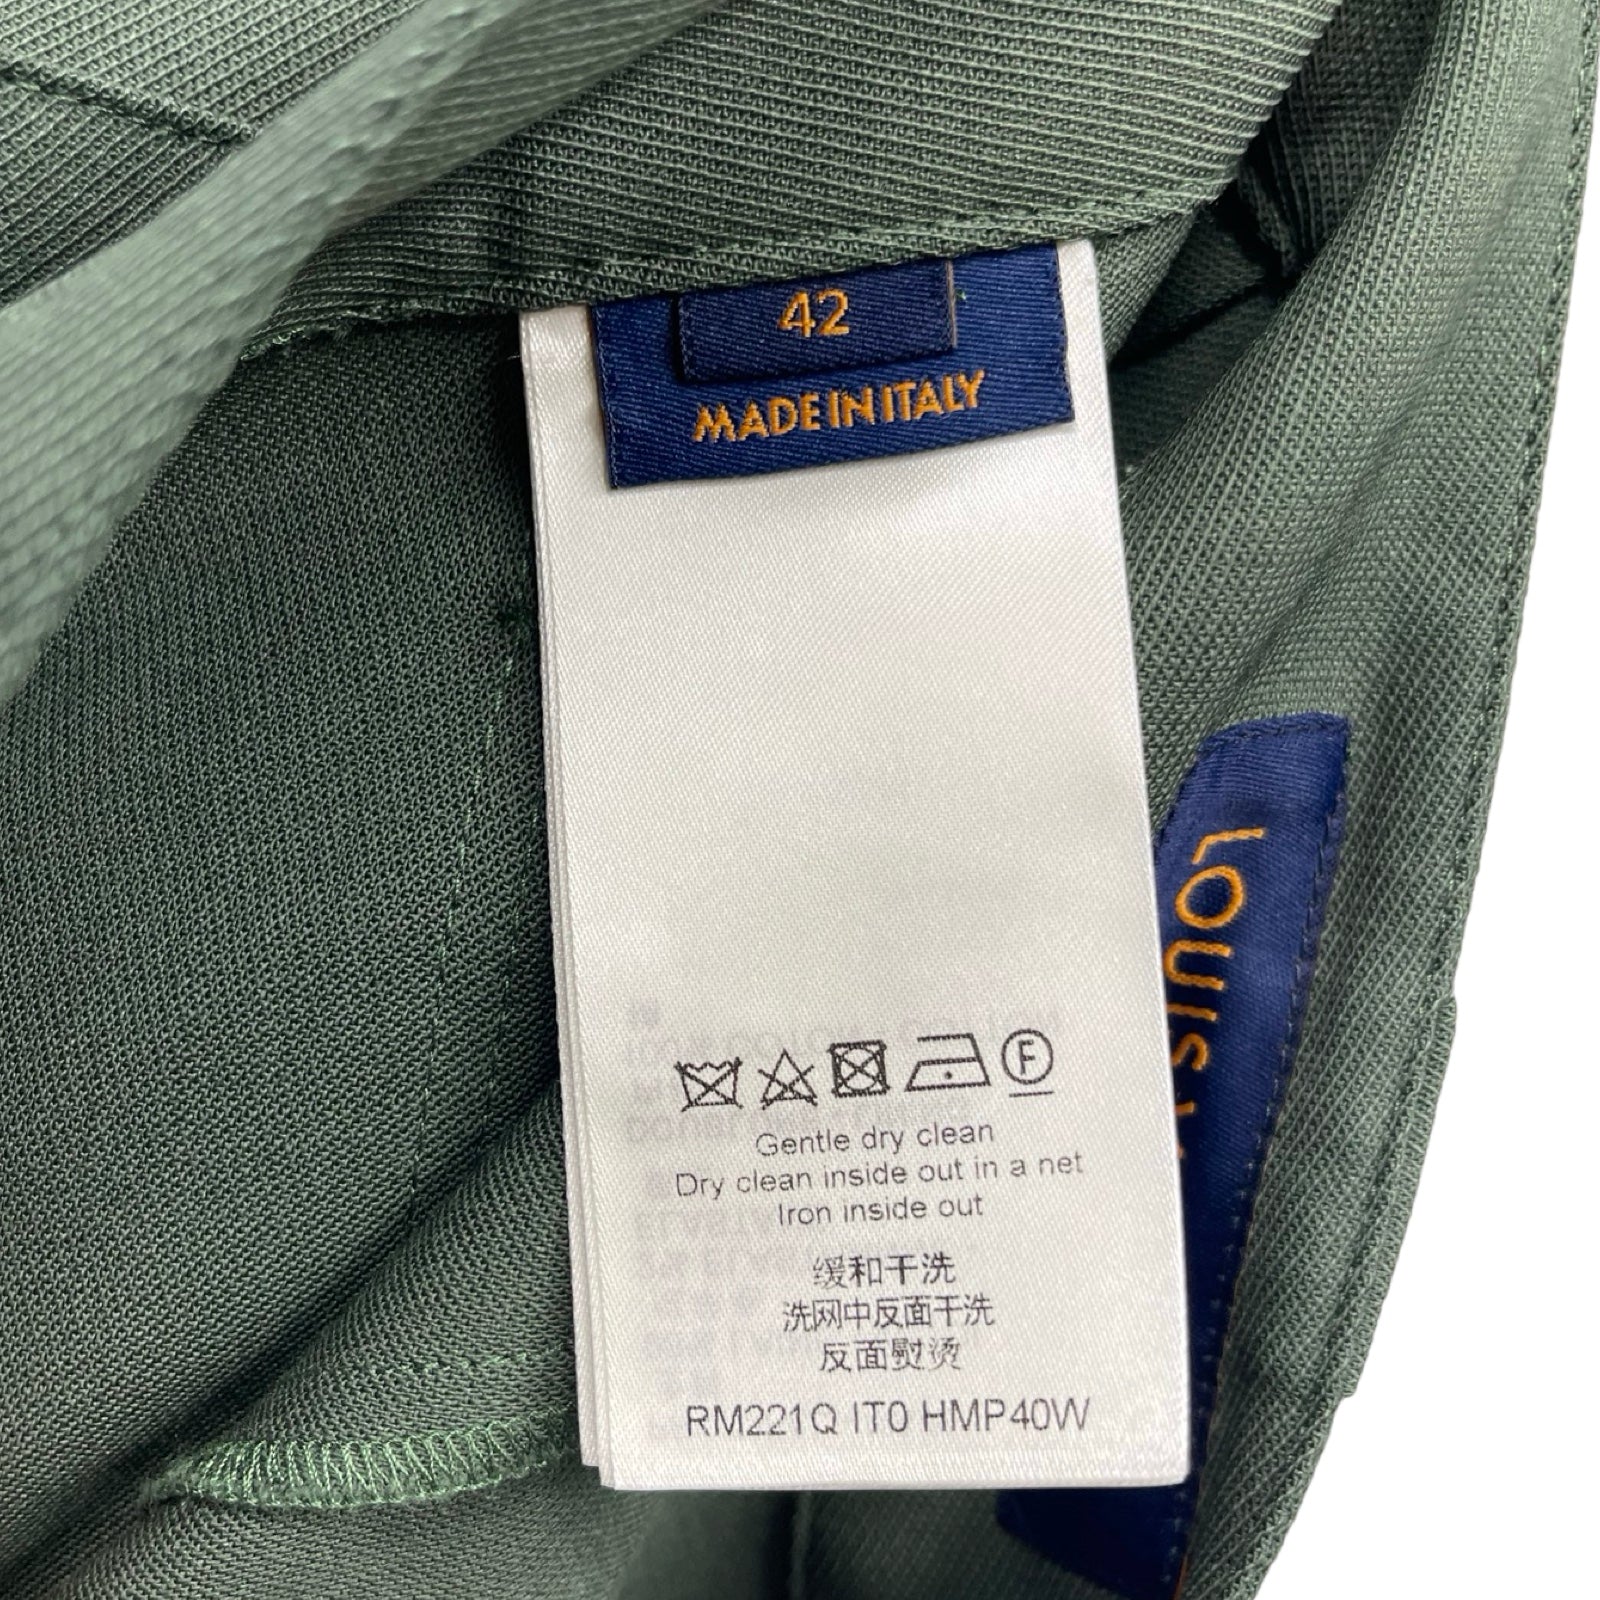 42
MADE IN ITALY
LOUIS V
F
Gentle dry clean
Dry clean inside out in a net
Iron inside out
缓和干洗
洗网中反面干洗
反面熨烫
RM221Q IT0 HMP40W